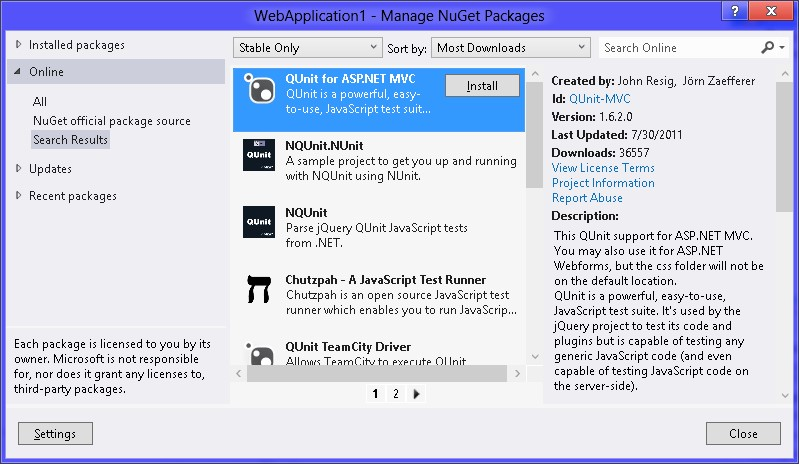 WebApplication1 - Manage NuGet Packages
?
Installed packages
Online
All
NuGet official package source
Search Results
Updates
Recent packages
Each package is licensed to you by its
owner. Microsoft is not responsible
for, nor does it grant any licenses to,
third-party packages.
Settings
Stable Only
Sort by:
Most Downloads
Search Online
QUnit for ASP.NET MVC
QUnit is a powerful, easy-
to-use, JavaScript test suit...
Install
QUnit
NQUnit.NUnit
A sample project to get you up and running
with NQUnit using NUnit.
QUnit
NQUnit
Parse jQuery QUnit JavaScript tests
from .NET.
Chutzpah - A JavaScript Test Runner
Chutzpah is an open source JavaScript test
runner which enables you to run JavaScrip...
QUnit TeamCity Driver
Allows TeamCity to execute QUnit
1 2
Created by: John Resig, Jörn Zaefferer
Id: QUnit-MVC
Version: 1.6.2.0
Last Updated: 7/30/2011
Downloads: 36557
View License Terms
Project Information
Report Abuse
Description:
This QUnit support for ASP.NET MVC.
You may also use it for ASP.NET
Webforms, but the css folder will not be
on the default location.
QUnit is a powerful, easy-to-use,
JavaScript test suite. It's used by the
jQuery project to test its code and
plugins but is capable of testing any
generic JavaScript code (and even
capable of testing JavaScript code on
the server-side).
Close